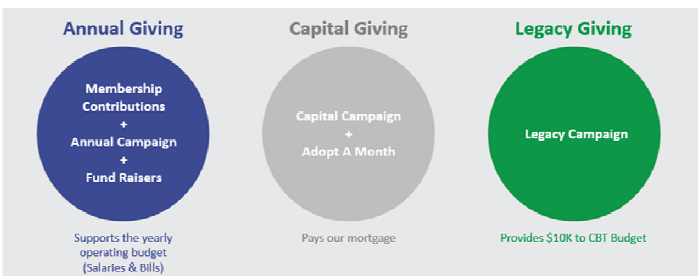 Annual Giving
Membership
Contributions
+
Annual Campaign
+
Fund Raisers
Supports the yearly
operating budget
(Salaries & Bills)
Capital Giving
Capital Campaign
+
Adopt A Month
Pays our mortgage
Legacy Giving
Legacy Campaign
Provides $10K to CBT Budget